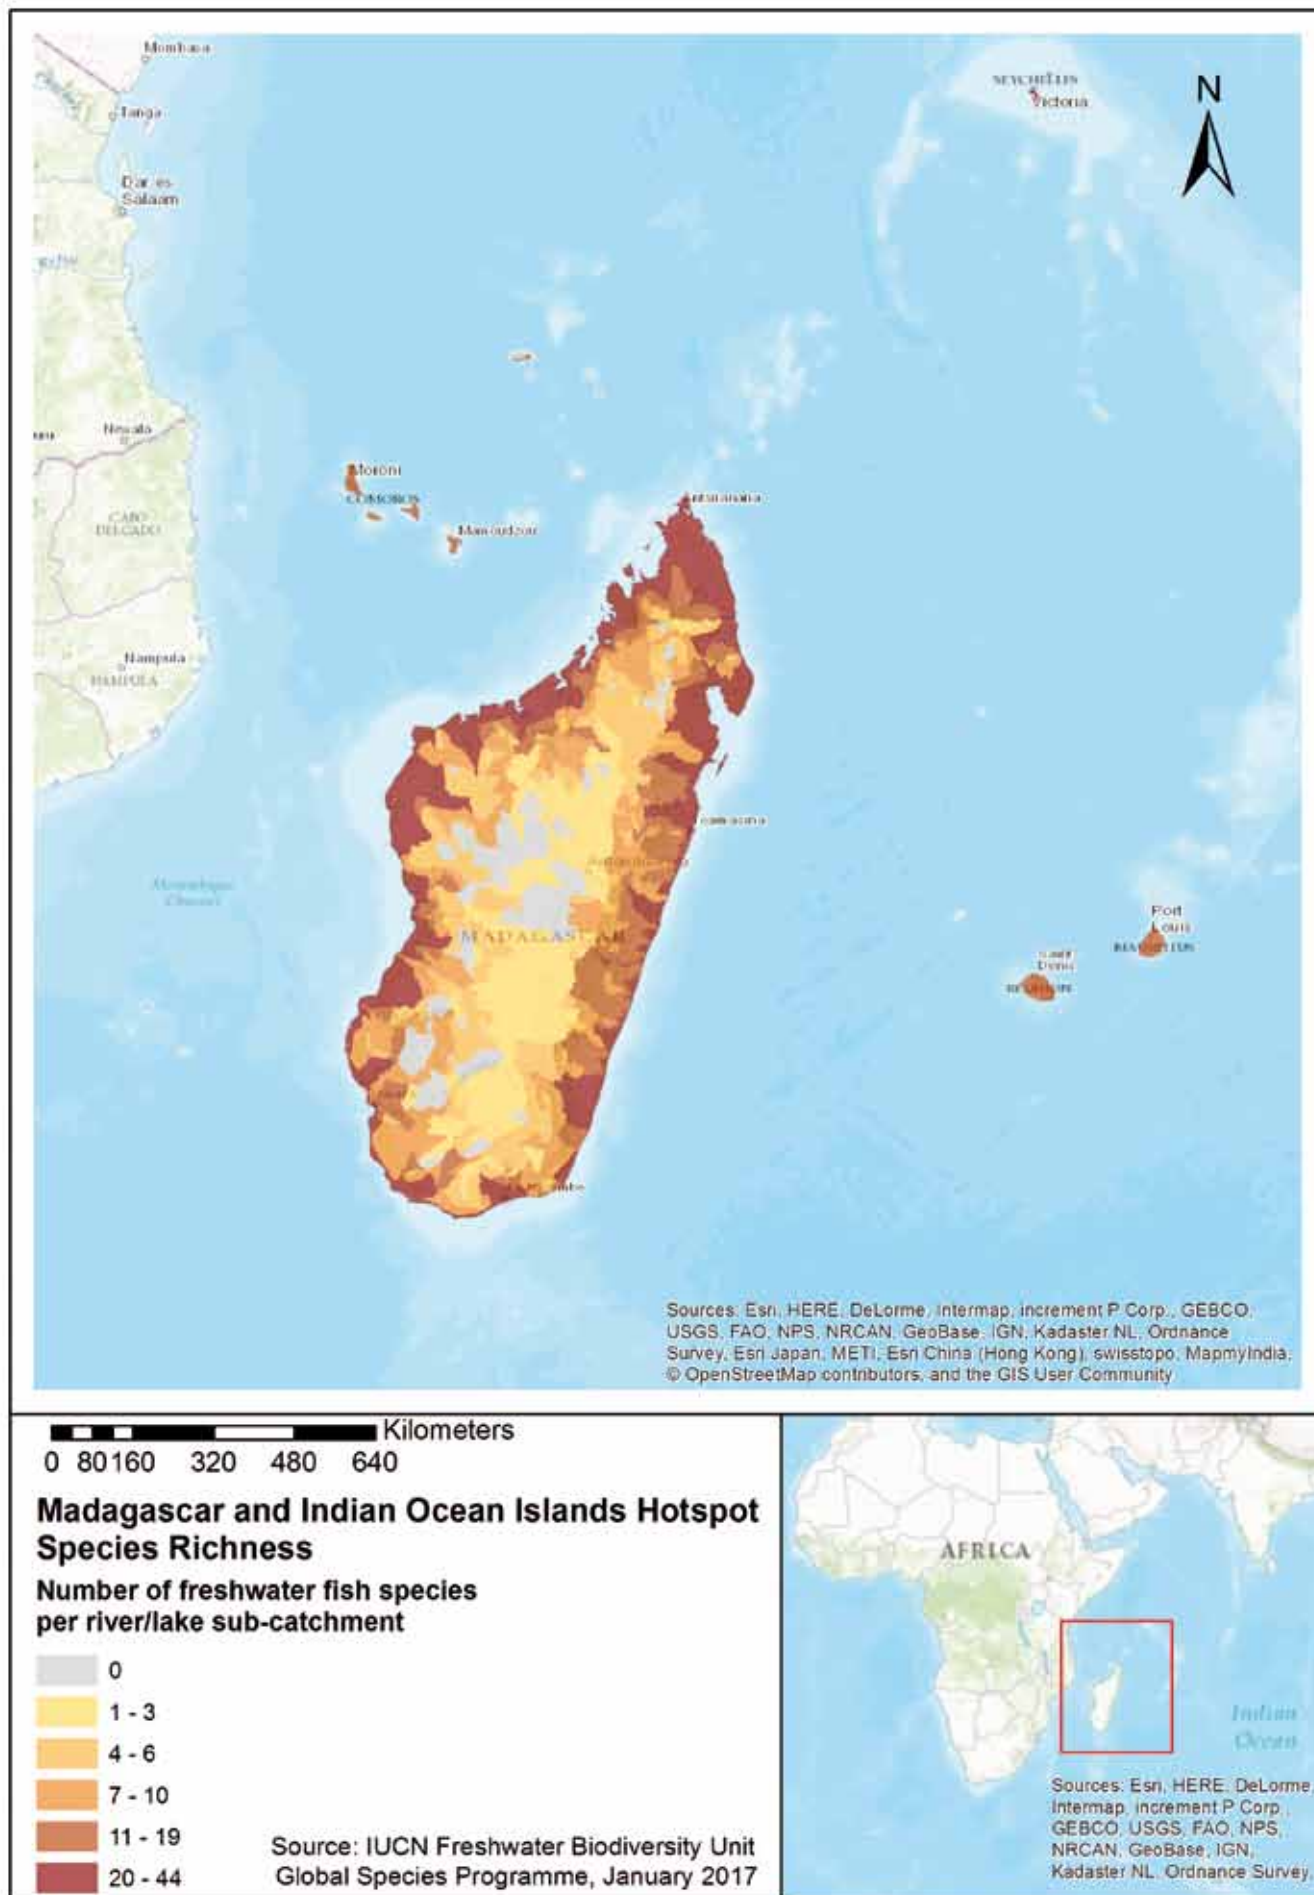 Mombasa
Tanga
Dar es
Salaam
SEYCHELLES
Victoria
N
Newala
CABO
DELGADO
Moroni
COMOROS
Mamoudzou
Antsiranana
Nampula
NAMPULA
Toamasina
Mozambique
Channel
MADAGASCAR
Port
Louis
MAURITIUS
Saint
Denis
Sources: Esri, HERE, DeLorme, Intermap, increment P Corp., GEBCO,
USGS, FAO, NPS, NRCAN, GeoBase, IGN, Kadaster NL, Ordnance
Survey, Esri Japan, METI, Esri China (Hong Kong), swisstopo, MapmyIndia,
© OpenStreetMap contributors, and the GIS User Community
Kilometers
0 80 160 320 480 640
Madagascar and Indian Ocean Islands Hotspot
Species Richness
Number of freshwater fish species
per river/lake sub-catchment
0
1 - 3
4 - 6
7 - 10
11 - 19
20 - 44
Source: IUCN Freshwater Biodiversity Unit
Global Species Programme, January 2017
AFRICA
Indian
Ocean
Sources: Esri, HERE, DeLorme,
Intermap, increment P Corp.,
GEBCO, USGS, FAO, NPS,
NRCAN, GeoBase, IGN,
Kadaster NL, Ordnance Survey,